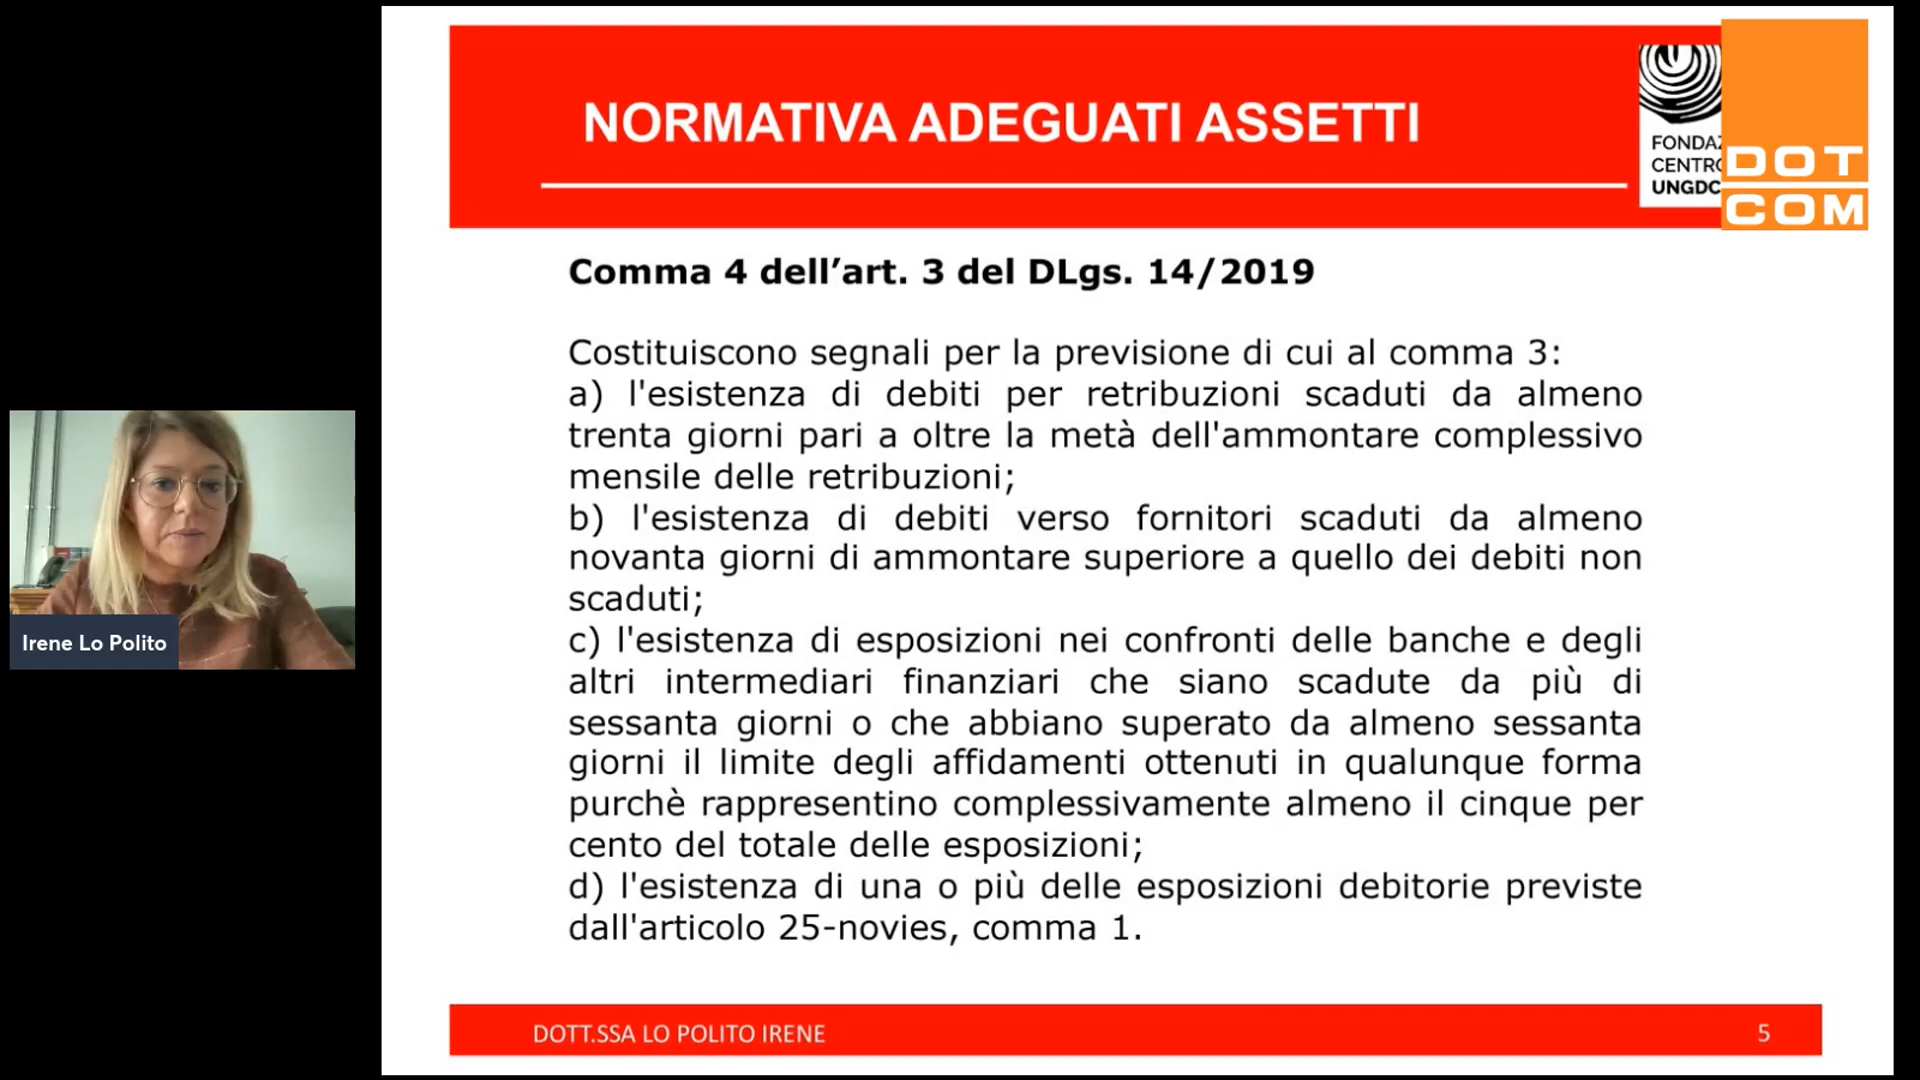 NORMATIVA ADEGUATI ASSETTI
FONDAZ
CENTRO
UNGDC
DOT
COM
Comma 4 dell’art. 3 del DLgs. 14/2019
Costituiscono segnali per la previsione di cui al comma 3:
a) l'esistenza di debiti per retribuzioni scaduti da almeno
trenta giorni pari a oltre la metà dell'ammontare complessivo
mensile delle retribuzioni;
b) l'esistenza di debiti verso fornitori scaduti da almeno
novanta giorni di ammontare superiore a quello dei debiti non
scaduti;
c) l'esistenza di esposizioni nei confronti delle banche e degli
altri intermediari finanziari che siano scadute da più di
sessanta giorni o che abbiano superato da almeno sessanta
giorni il limite degli affidamenti ottenuti in qualunque forma
purchè rappresentino complessivamente almeno il cinque per
cento del totale delle esposizioni;
d) l'esistenza di una o più delle esposizioni debitorie previste
dall'articolo 25-novies, comma 1.
Irene Lo Polito
DOTT.SSA LO POLITO IRENE
5